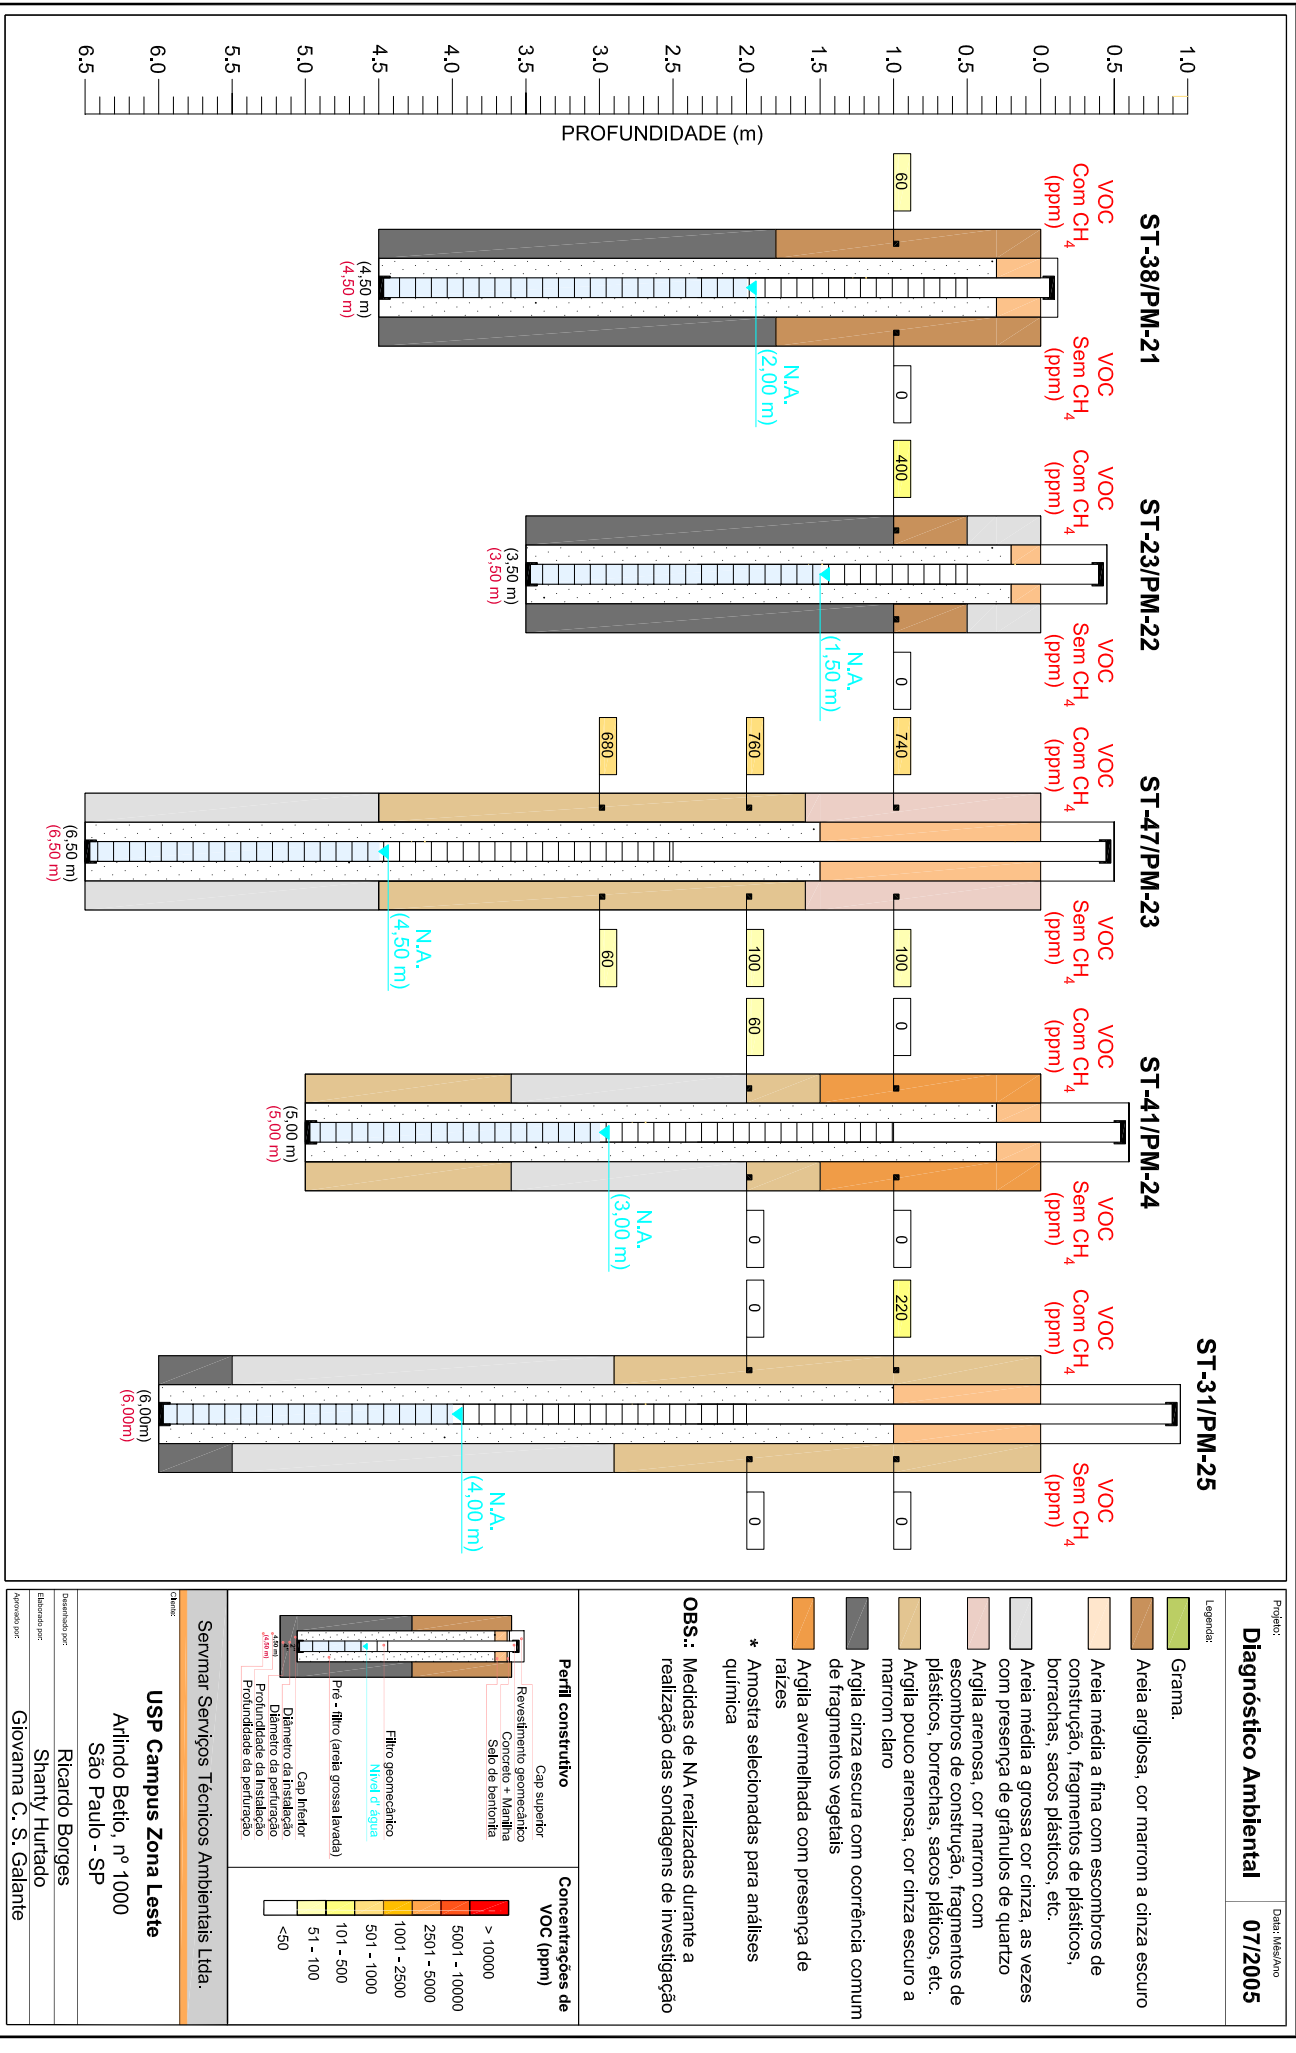 1.0
0.5
0.0
0.5
1.0
1.5
2.0
2.5
3.0
3.5
4.0
4.5
5.0
5.5
6.0
6.5
PROFUNDIDADE (m)
ST-38/PM-21
VOC
Com CH4
(ppm)
VOC
Sem CH4
(ppm)
60
0
N.A.
(2,00 m)
(4,50 m)
(4,50 m)
ST-23/PM-22
VOC
Com CH4
(ppm)
VOC
Sem CH4
(ppm)
400
0
N.A.
(1,50 m)
(3,50 m)
(3,50 m)
ST-47/PM-23
VOC
Com CH4
(ppm)
VOC
Sem CH4
(ppm)
740
100
760
100
680
60
N.A.
(4,50 m)
(6,50 m)
(6,50 m)
ST-41/PM-24
VOC
Com CH4
(ppm)
VOC
Sem CH4
(ppm)
0
0
60
0
N.A.
(3,00 m)
(5,00 m)
(5,00 m)
ST-31/PM-25
VOC
Com CH4
(ppm)
VOC
Sem CH4
(ppm)
220
0
0
0
N.A.
(4,00 m)
(6,00m)
(6,00m)
Projeto:
Diagnóstico Ambiental
Data: Mês/Ano
07/2005
Legenda:
Grama.
Areia argilosa, cor marrom a cinza escuro
Areia média a fina com escombros de
construção, fragmentos de plásticos,
borrachas, sacos plásticos, etc.
Areia média a grossa cor cinza, as vezes
com presença de grânulos de quartzo
Argila arenosa, cor marrom com
escombros de construção, fragmentos de
plásticos, borrechas, sacos pláticos, etc.
Argila pouco arenosa, cor cinza escuro a
marrom claro
Argila cinza escura com ocorrência comum
de fragmentos vegetais
Argila avermelhada com presença de
raízes
* Amostra selecionadas para análises
química
OBS.: Medidas de NA realizadas durante a
realização das sondagens de investigação
Perfil construtivo
Cap superior
Revestimento geomecânico
Concreto + Manilha
Selo de bentonita
Filtro geomecânico
Nível d' água
Pré - filtro (areia grossa lavada)
Cap Inferior
Diâmetro da instalação
Diâmetro da perfuração
Profundidade da Instalação
Profundidade da perfuração
4,50 m)
(4,50 m)
Concentrações de
VOC (ppm)
> 10000
5001 - 10000
2501 - 5000
1001 - 2500
501 - 1000
101 - 500
51 - 100
<50
Servmar Serviços Técnicos Ambientais Ltda.
Cliente:
USP Campus Zona Leste
Arlindo Betio, nº 1000
São Paulo - SP
Desenhado por:
Ricardo Borges
Elaborado por:
Shanty Hurtado
Aprovado por:
Giovanna C. S. Galante